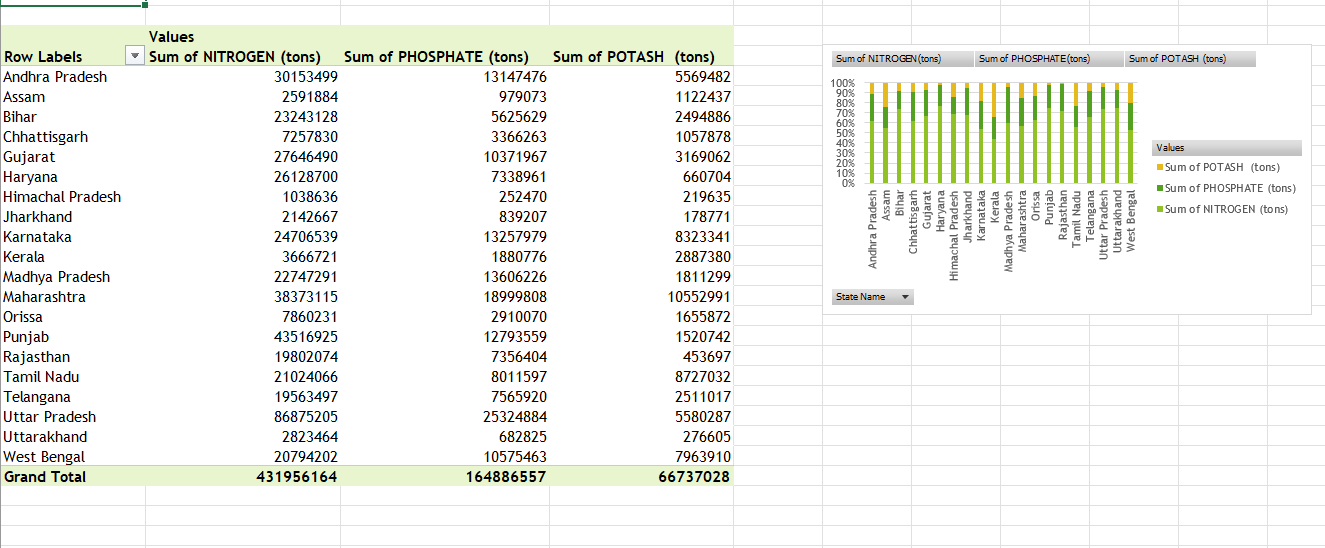 Values
Row Labels Sum of NITROGEN (tons) Sum of PHOSPHATE (tons) Sum of POTASH (tons)
Andhra Pradesh 30153499 13147476 5569482
Assam 2591884 979073 1122437
Bihar 23243128 5625629 2494886
Chhattisgarh 7257830 3366263 1057878
Gujarat 27646490 10371967 3169062
Haryana 26128700 7338961 660704
Himachal Pradesh 1038636 252470 219635
Jharkhand 2142667 839207 178771
Karnataka 24706539 13257979 8323341
Kerala 3666721 1880776 2887380
Madhya Pradesh 22747291 13606226 1811299
Maharashtra 38373115 18999808 10552991
Orissa 7860231 2910070 1655872
Punjab 43516925 12793559 1520742
Rajasthan 19802074 7356404 453697
Tamil Nadu 21024066 8011597 8727032
Telangana 19563497 7565920 2511017
Uttar Pradesh 86875205 25324884 5580287
Uttarakhand 2823464 682825 276605
West Bengal 20794202 10575463 7963910
Grand Total 431956164 164886557 66737028
Sum of NITROGEN (tons) Sum of PHOSPHATE (tons) Sum of POTASH (tons)
100%
90%
80%
70%
60%
50%
40%
30%
20%
10%
0%
Andhra Pradesh
Assam
Bihar
Chhattisgarh
Gujarat
Haryana
Himachal Pradesh
Jharkhand
Karnataka
Kerala
Madhya Pradesh
Maharashtra
Orissa
Punjab
Rajasthan
Tamil Nadu
Telangana
Uttar Pradesh
Uttarakhand
West Bengal
Values
Sum of POTASH (tons)
Sum of PHOSPHATE (tons)
Sum of NITROGEN (tons)
State Name